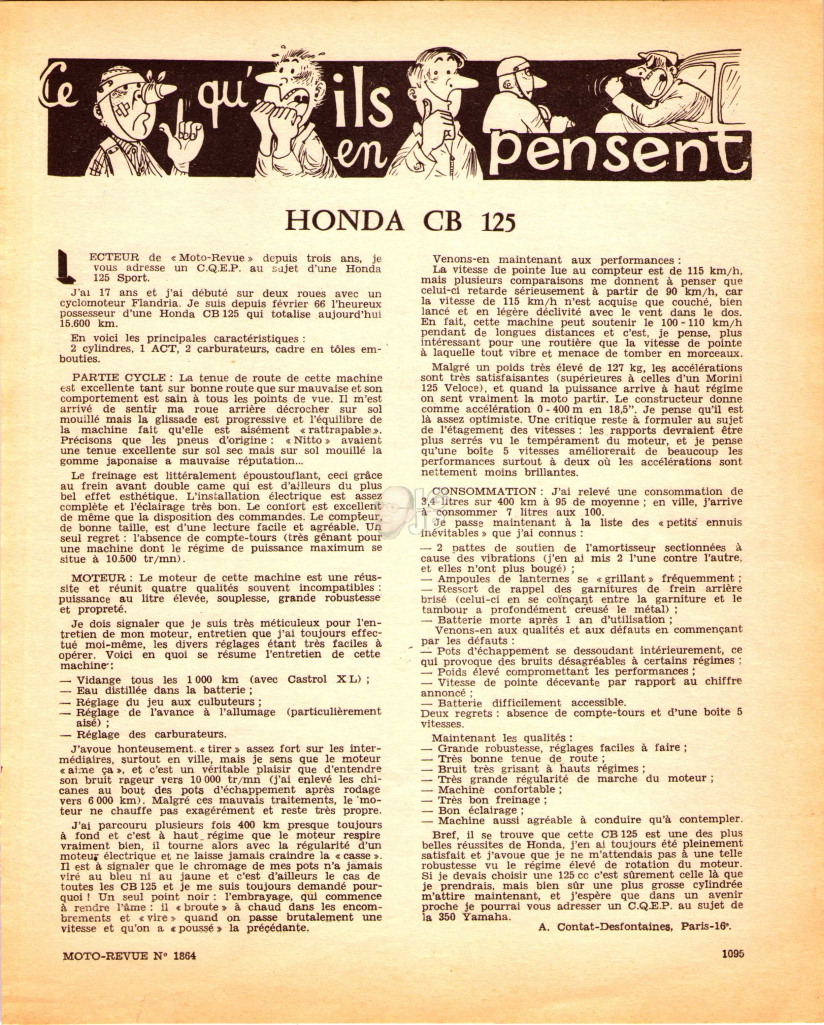 Ce qu'ils en pensent
HONDA CB 125
LECTEUR de « Moto-Revue » depuis trois ans, je
vous adresse un C.Q.E.P. au sujet d'une Honda
125 Sport.
J'ai 17 ans et j'ai débuté sur deux roues avec un
cyclomoteur Flandria. Je suis depuis février 66 l'heureux
possesseur d'une Honda CB 125 qui totalise aujourd'hui
15.600 km.
En voici les principales caractéristiques :
2 cylindres, 1 ACT, 2 carburateurs, cadre en tôles em-
bouties.
PARTIE CYCLE : La tenue de route de cette machine
est excellente tant sur bonne route que sur mauvaise et son
comportement est sain à tous les points de vue. Il m'est
arrivé de sentir ma roue arrière décrocher sur sol
mouillé mais la glissade est progressive et l'équilibre de
la machine fait qu'elle est aisément « rattrapable ».
Précisons que les pneus d'origine : « Nitto » avaient
une tenue excellente sur sol sec mais sur sol mouillé la
gomme japonaise a mauvaise réputation...
Le freinage est littéralement époustouflant, ceci grâce
au frein avant double came qui est d'ailleurs du plus
bel effet esthétique. L'installation électrique est assez
complète et l'éclairage très bon. Le confort est excellent
de même que la disposition des commandes. Le compteur,
de bonne taille, est d'une lecture facile et agréable. Un
seul regret : l'absence de compte-tours (très gênant pour
une machine dont le régime de puissance maximum se
situe à 10.500 tr/mn).
MOTEUR : Le moteur de cette machine est une réus-
site et réunit quatre qualités souvent incompatibles :
puissance au litre élevée, souplesse, grande robustesse
et propreté.
Je dois signaler que je suis très méticuleux pour l'en-
tretien de mon moteur, entretien que j'ai toujours effec-
tué moi-même, les divers réglages étant très faciles à
opérer. Voici en quoi se résume l'entretien de cette
machine :
— Vidange tous les 1 000 km (avec Castrol XL) ;
— Eau distillée dans la batterie ;
— Réglage du jeu aux culbuteurs ;
— Réglage de l'avance à l'allumage (particulièrement
aisé) ;
— Réglage des carburateurs.
J'avoue honteusement « tirer » assez fort sur les inter-
médiaires, surtout en ville, mais je sens que le moteur
« aime ça », et c'est un véritable plaisir que d'entendre
son bruit rageur vers 10 000 tr/mn (j'ai enlevé les chi-
canes au bout des pots d'échappement après rodage
vers 6 000 km). Malgré ces mauvais traitements, le mo-
teur ne chauffe pas exagérément et reste très propre.
J'ai parcouru plusieurs fois 400 km presque toujours
à fond et c'est à haut régime que le moteur respire
vraiment bien, il tourne alors avec la régularité d'un
moteur électrique et ne laisse jamais craindre la « casse ».
Il est à signaler que le chromage de mes pots n'a jamais
viré au bleu ni au jaune et c'est d'ailleurs le cas de
toutes les CB 125 et je me suis toujours demandé pour-
quoi ! Un seul point noir : l'embrayage, qui commence
à rendre l'âme : il « broute » à chaud dans les encom-
brements et « vire » quand on passe brutalement une
vitesse et qu'on a « poussé » la précédente.
Venons-en maintenant aux performances :
La vitesse de pointe lue au compteur est de 115 km/h,
mais plusieurs comparaisons me donnent à penser que
celui-ci retarde sérieusement à partir de 90 km/h, car
la vitesse de 115 km/h n'est acquise que couché, bien
lancé et en légère déclivité avec le vent dans le dos.
En fait, cette machine peut soutenir le 100 - 110 km/h
pendant de longues distances et c'est, je pense, plus
intéressant pour une routière que la vitesse de pointe
à laquelle tout vibre et menace de tomber en morceaux.
Malgré un poids très élevé de 127 kg, les accélérations
sont très satisfaisantes (supérieures à celles d'un Morini
125 Veloce), et quand la puissance arrive à haut régime
on sent vraiment la moto partir. Le constructeur donne
comme accélération 0 - 400 m en 18,5". Je pense qu'il est
là assez optimiste. Une critique reste à formuler au sujet
de l'étagement des vitesses : les rapports devraient être
plus serrés vu le tempérament du moteur, et je pense
qu'une boîte 5 vitesses améliorerait de beaucoup les
performances surtout à deux où les accélérations sont
nettement moins brillantes.
CONSOMMATION : J'ai relevé une consommation de
3,4 litres sur 400 km à 95 de moyenne ; en ville, j'arrive
à consommer 7 litres aux 100.
Je passe maintenant à la liste des « petits ennuis
inévitables » que j'ai connus :
— 2 pattes de soutien de l'amortisseur sectionnées à
cause des vibrations (j'en ai mis 2 l'une contre l'autre,
et elles n'ont plus bougé) ;
— Ampoules de lanternes se « grillant » fréquemment ;
— Ressort de rappel des garnitures de frein arrière
brisé (celui-ci en se coïnçant entre la garniture et le
tambour a profondément creusé le métal) ;
— Batterie morte après 1 an d'utilisation ;
Venons-en aux qualités et aux défauts en commençant
par les défauts :
— Pots d'échappement se dessoudant intérieurement, ce
qui provoque des bruits désagréables à certains régimes ;
— Poids élevé compromettant les performances ;
— Vitesse de pointe décevante par rapport au chiffre
annoncé ;
— Batterie difficilement accessible.
Deux regrets : absence de compte-tours et d'une boîte 5
vitesses.
Maintenant les qualités :
— Grande robustesse, réglages faciles à faire ;
— Très bonne tenue de route ;
— Bruit très grisant à hauts régimes ;
— Très grande régularité de marche du moteur ;
— Machine confortable ;
— Très bon freinage ;
— Bon éclairage ;
— Machine aussi agréable à conduire qu'à contempler.
Bref, il se trouve que cette CB 125 est une des plus
belles réussites de Honda, j'en ai toujours été pleinement
satisfait et j'avoue que je ne m'attendais pas à une telle
robustesse vu le régime élevé de rotation du moteur.
Si je devais choisir une 125 cc c'est sûrement celle là que
je prendrais, mais bien sûr une plus grosse cylindrée
m'attire maintenant, et j'espère que dans un avenir
proche je pourrai vous adresser un C.Q.E.P. au sujet de
la 350 Yamaha.
A. Contat-Desfontaines, Paris-16e.
MOTO-REVUE N° 1864
1095